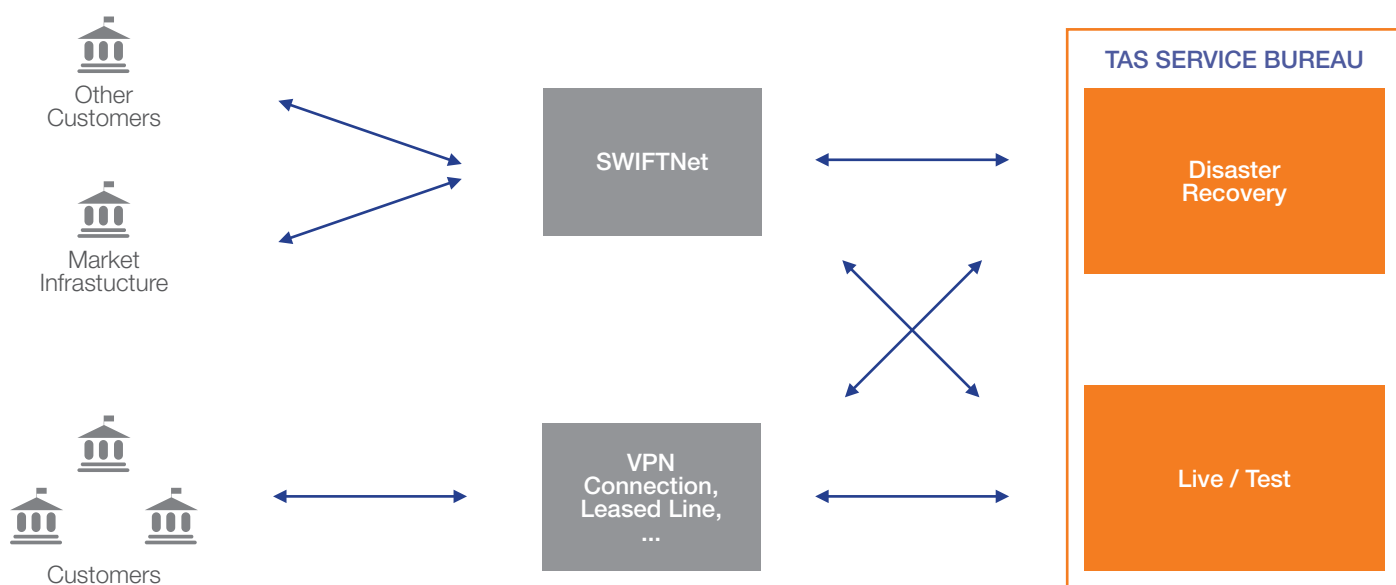 Other
Customers
Market
Infrastucture
Customers
SWIFTNet
VPN
Connection,
Leased Line,
...
TAS SERVICE BUREAU
Disaster
Recovery
Live / Test